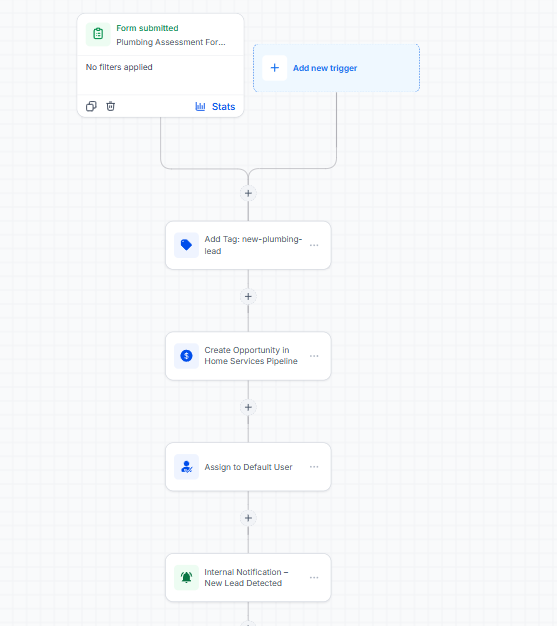 Form submitted
Plumbing Assessment For...
No filters applied
Stats
Add new trigger
Add Tag: new-plumbing-
lead
Create Opportunity in
Home Services Pipeline
Assign to Default User
Internal Notification –
New Lead Detected